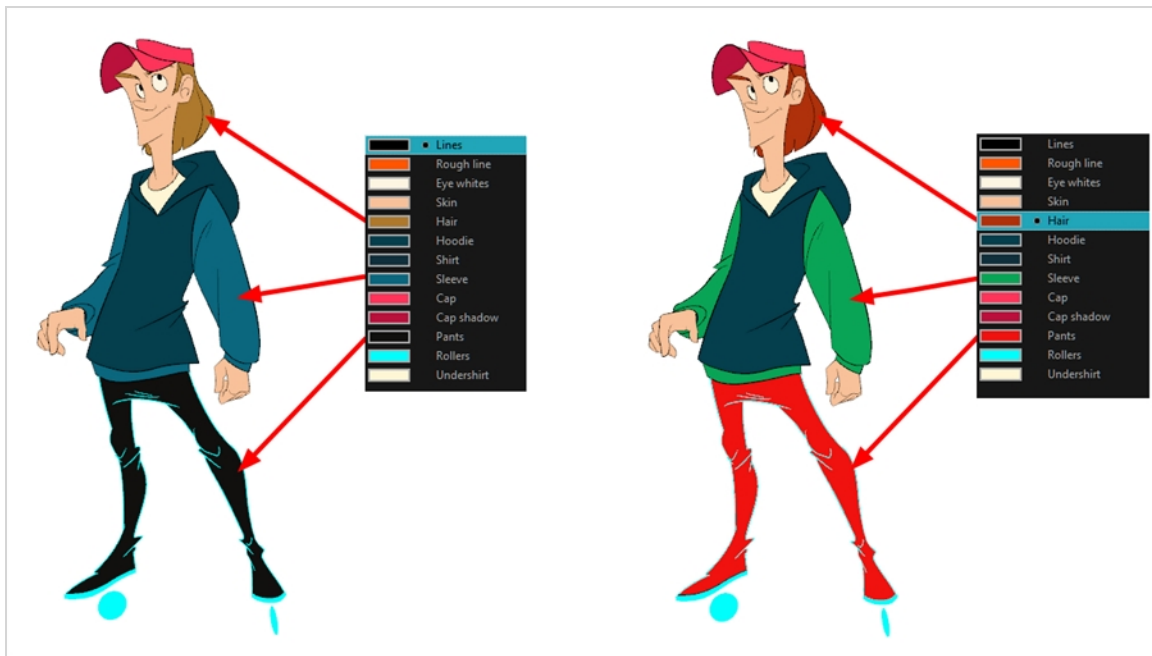 Lines
Rough line
Eye whites
Skin
Hair
Hoodie
Shirt
Sleeve
Cap
Cap shadow
Pants
Rollers
Undershirt
Lines
Rough line
Eye whites
Skin
Hair
Hoodie
Shirt
Sleeve
Cap
Cap shadow
Pants
Rollers
Undershirt